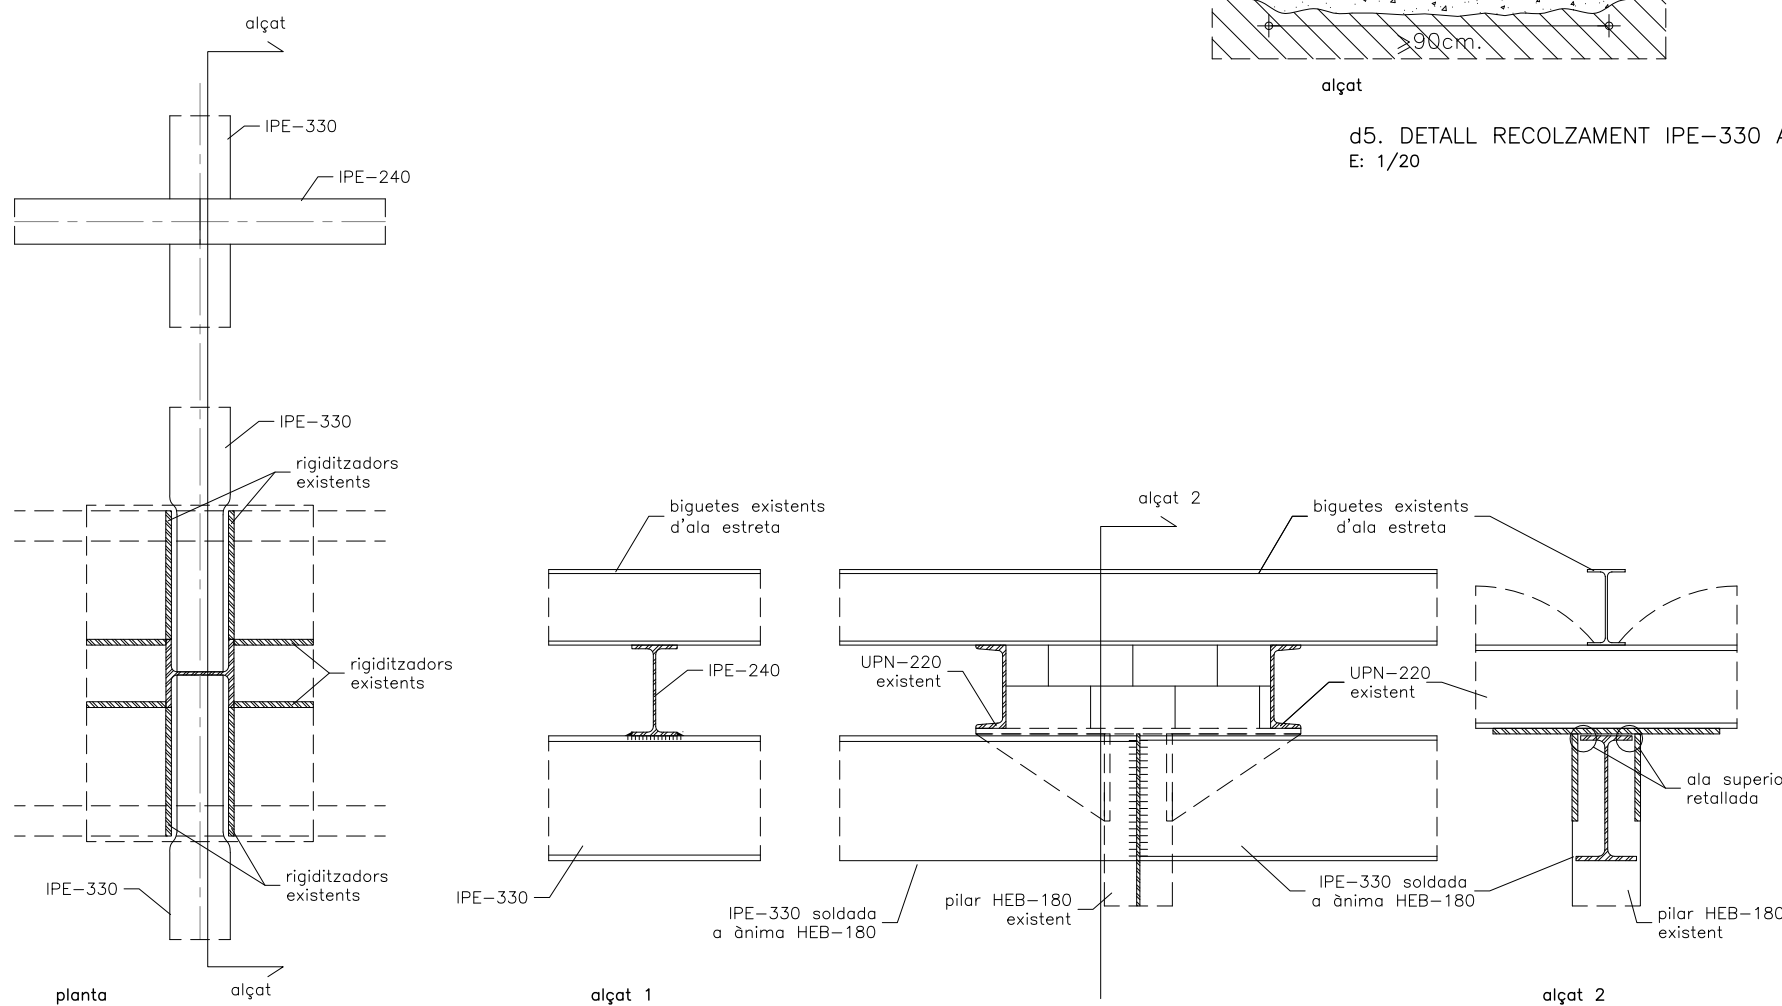 alçat
IPE-330
IPE-240
≥90cm.
alçat
d5. DETALL RECOLZAMENT IPE-330
E: 1/20
IPE-330
rigiditzadors
existents
rigiditzadors
existents
rigiditzadors
existents
IPE-330
alçat
planta
biguetes existents
d'ala estreta
IPE-240
IPE-330
alçat 1
alçat 2
biguetes existents
d'ala estreta
UPN-220
existent
UPN-220
existent
IPE-330 soldada
a ànima HEB-180
pilar HEB-180
existent
IPE-330 soldada
a ànima HEB-180
ala superio
retallada
pilar HEB-180
existent
alçat 2